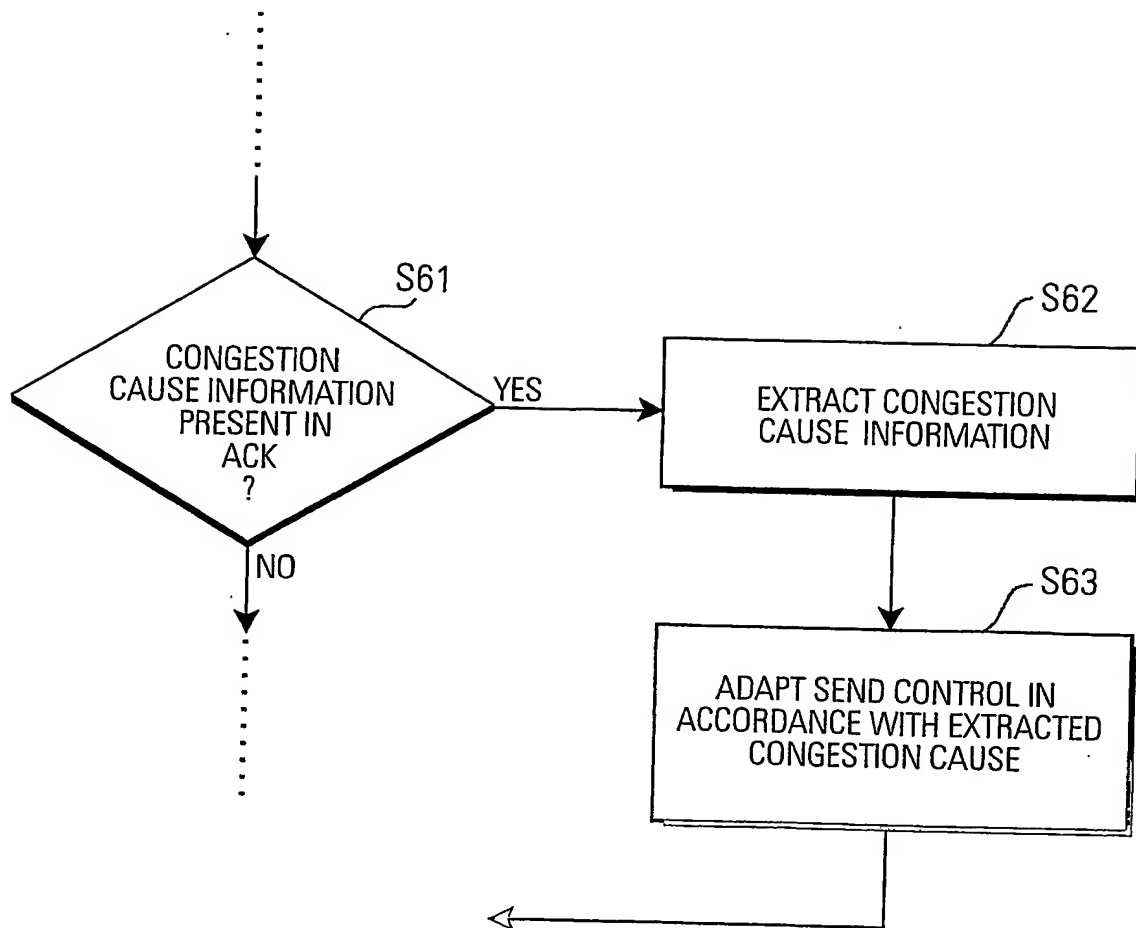 S61
CONGESTION
CAUSE INFORMATION
PRESENT IN
ACK
?
YES
NO
S62
EXTRACT CONGESTION
CAUSE INFORMATION
S63
ADAPT SEND CONTROL IN
ACCORDANCE WITH EXTRACTED
CONGESTION CAUSE